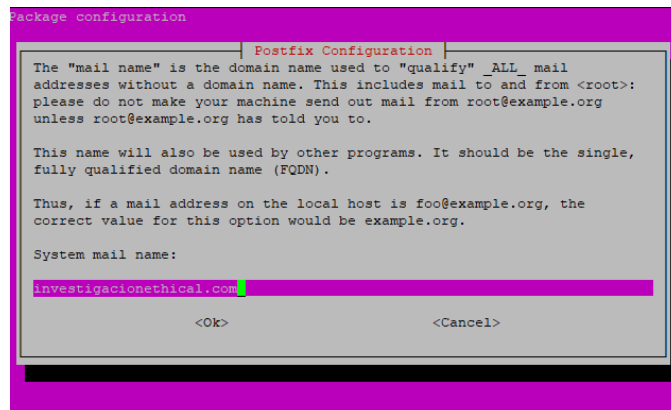 Package configuration
Postfix Configuration
The "mail name" is the domain name used to "qualify" _ALL_ mail
addresses without a domain name. This includes mail to and from <root>:
please do not make your machine send out mail from root@example.org
unless root@example.org has told you to.
This name will also be used by other programs. It should be the single,
fully qualified domain name (FQDN).
Thus, if a mail address on the local host is foo@example.org, the
correct value for this option would be example.org.
System mail name:
investigacionethical.com
<Ok> <Cancel>